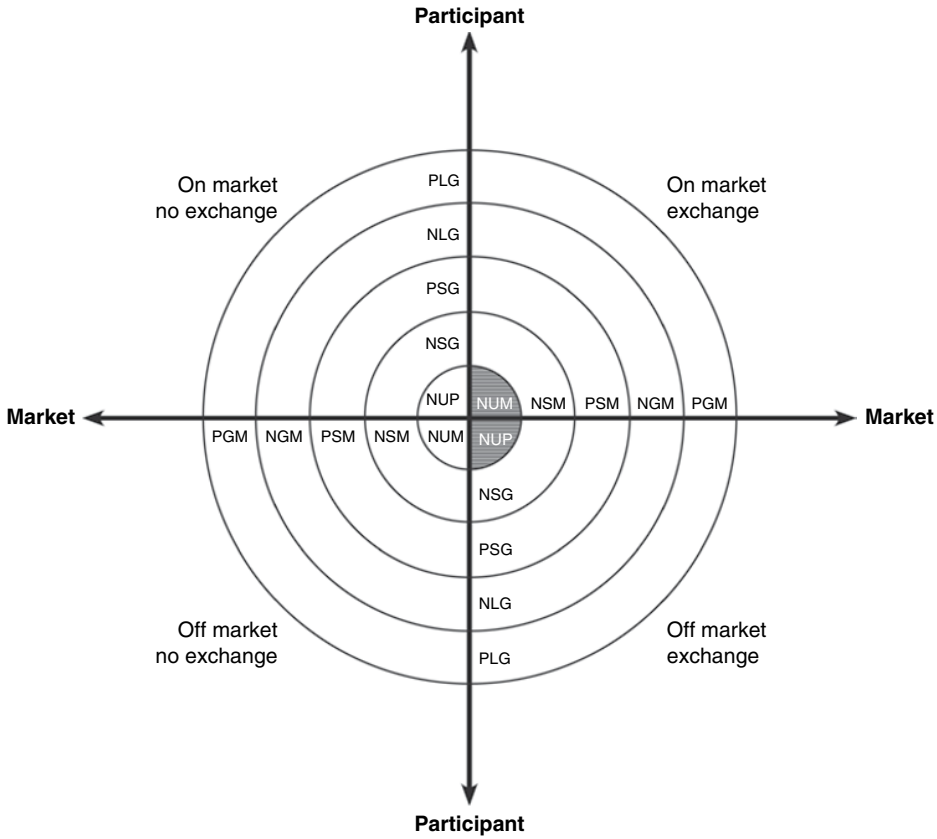 Participant
On market
no exchange
On market
exchange
PLG
NLG
PSG
NSG
NUP
NUM NSM PSM NGM PGM
Market
Market
PGM NGM PSM NSM NUM
NUP
NSG
PSG
NLG
PLG
Off market
no exchange
Off market
exchange
Participant